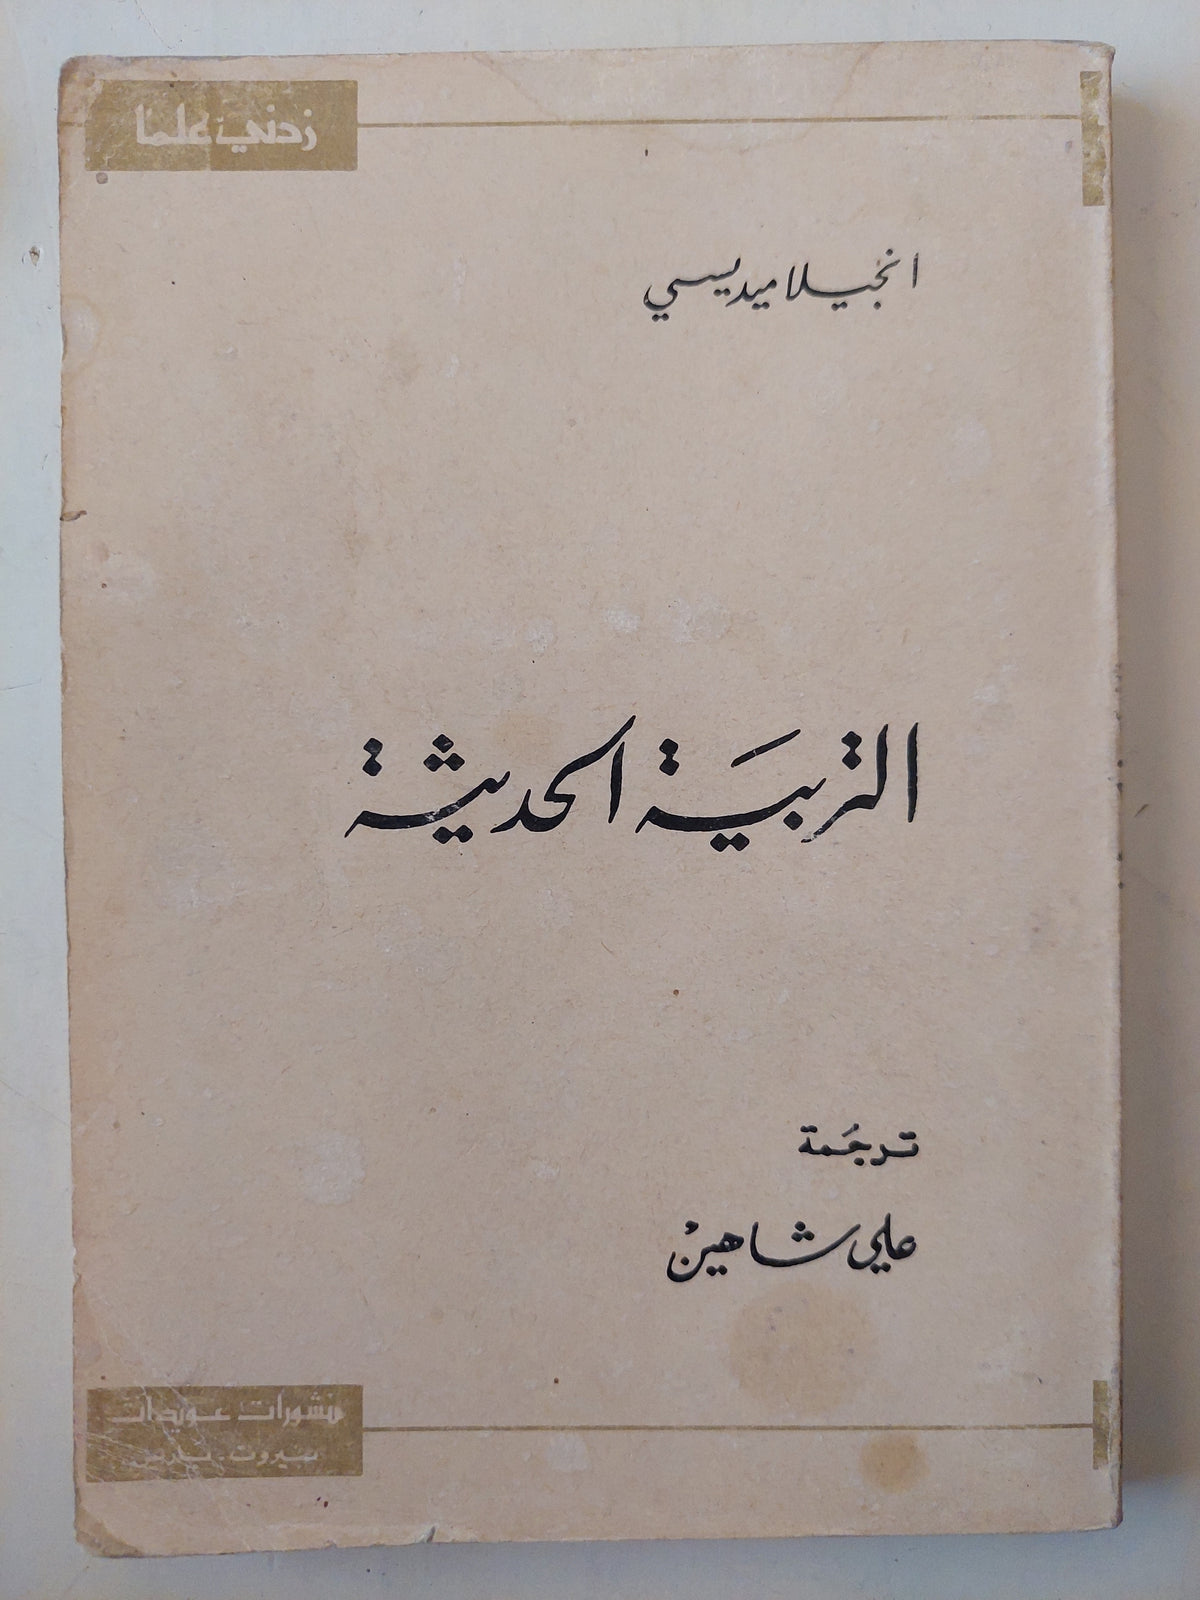 زدني علما
انجيلا ميديسي
التربية الحديثة
ترجمة
علي شاهين
منشورات عويدات
بيروت - باريس